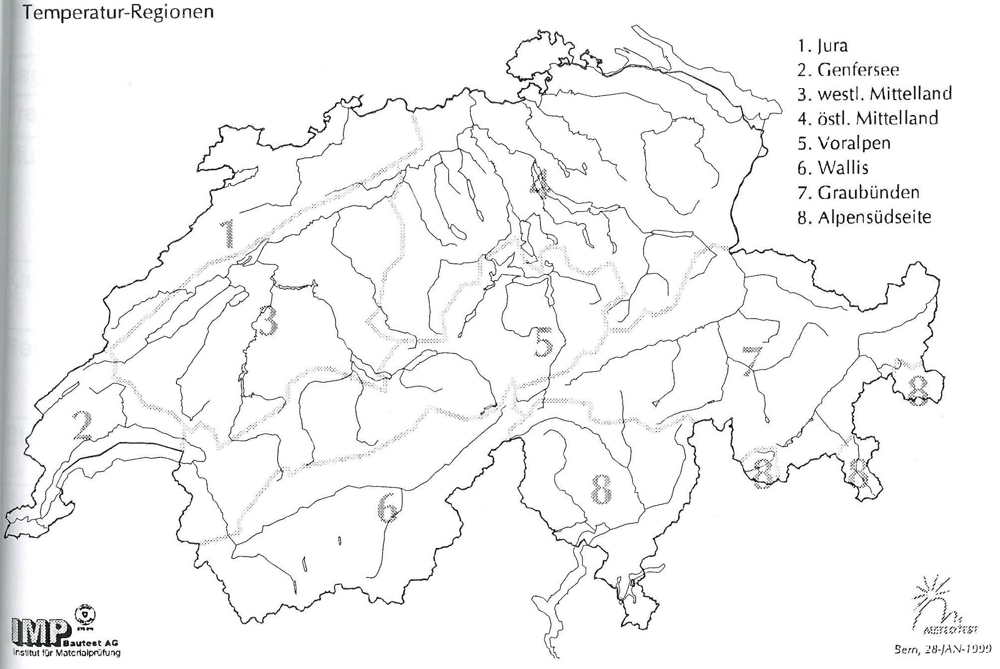 Temperatur-Regionen
1. Jura
2. Genfersee
3. westl. Mittelland
4. östl. Mittelland
5. Voralpen
6. Wallis
7. Graubünden
8. Alpensüdseite
4
1
3
5
7
8
2
8
8
8
6
IMP
Bautest AG
Institut für Materialprüfung
METEOTEST
Bern, 28-JAN-1999